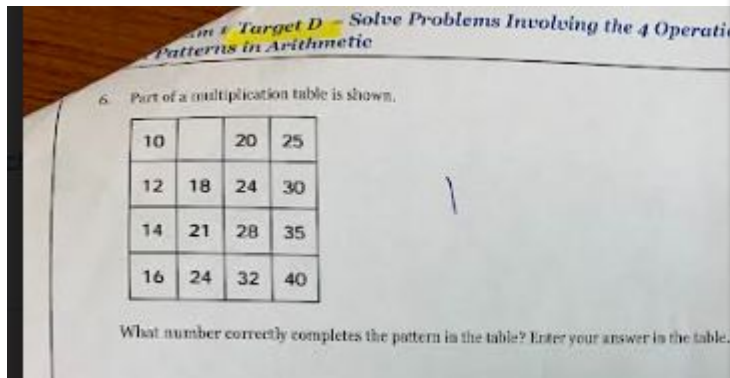 Target D – Solve Problems Involving the 4 Operati
Patterns in Arithmetic
6. Part of a multiplication table is shown.
10 20 25
12 18 24 30
14 21 28 35
16 24 32 40
What number correctly completes the pattern in the table? Enter your answer in the table.